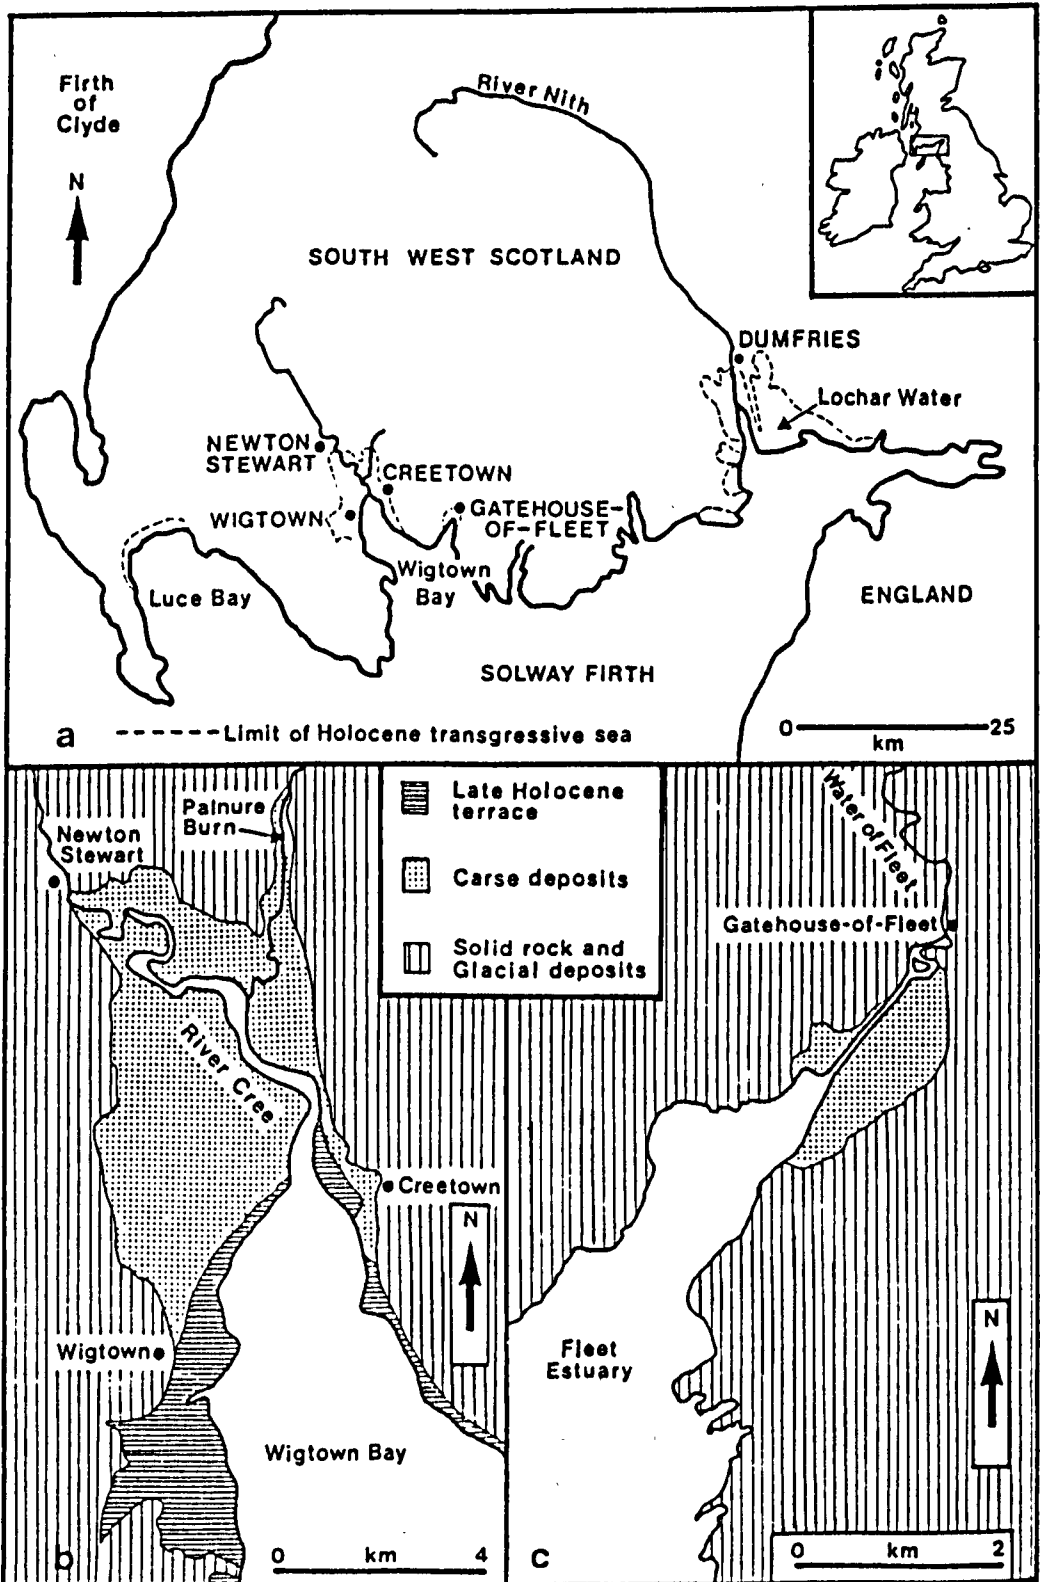 Firth
of
Clyde
N
River Nith
SOUTH WEST SCOTLAND
DUMFRIES
Lochar Water
NEWTON
STEWART
CREETOWN
WIGTOWN
GATEHOUSE-
OF-FLEET
Wigtown
Bay
Luce Bay
ENGLAND
SOLWAY FIRTH
a
Limit of Holocene transgressive sea
0 25
km
Palnure
Burn
Newton
Stewart
River Cree
Creetown
N
Wigtown
Wigtown Bay
b
0 km 4
Late Holocene
terrace
Carse deposits
Solid rock and
Glacial deposits
Water of Fleet
Gatehouse-of-Fleet
Fleet
Estuary
N
c
0 km 2